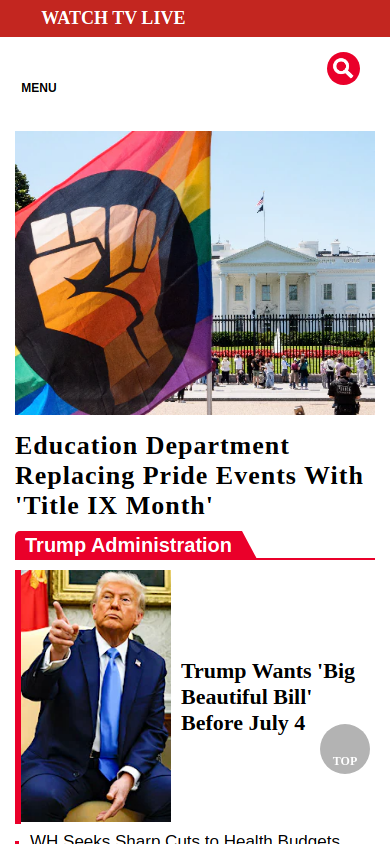 WATCH TV LIVE
MENU
Education Department
Replacing Pride Events With
'Title IX Month'
Trump Administration
Trump Wants 'Big
Beautiful Bill'
Before July 4
TOP
WH Seeks Sharp Cuts to Health Budgets